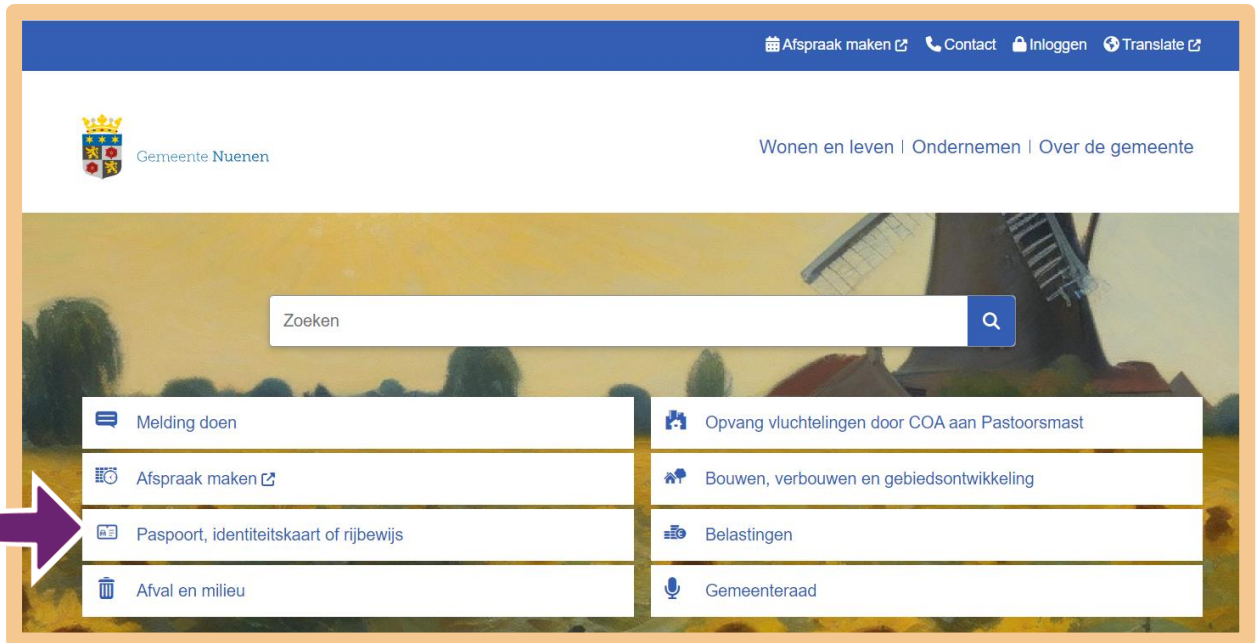 Afspraak maken Contact Inloggen Translate
Gemeente Nuenen
Wonen en leven | Ondernemen | Over de gemeente
Zoeken
Melding doen
Opvang vluchtelingen door COA aan Pastoorsmast
Afspraak maken
Bouwen, verbouwen en gebiedsontwikkeling
Paspoort, identiteitskaart of rijbewijs
Belastingen
Afval en milieu
Gemeenteraad